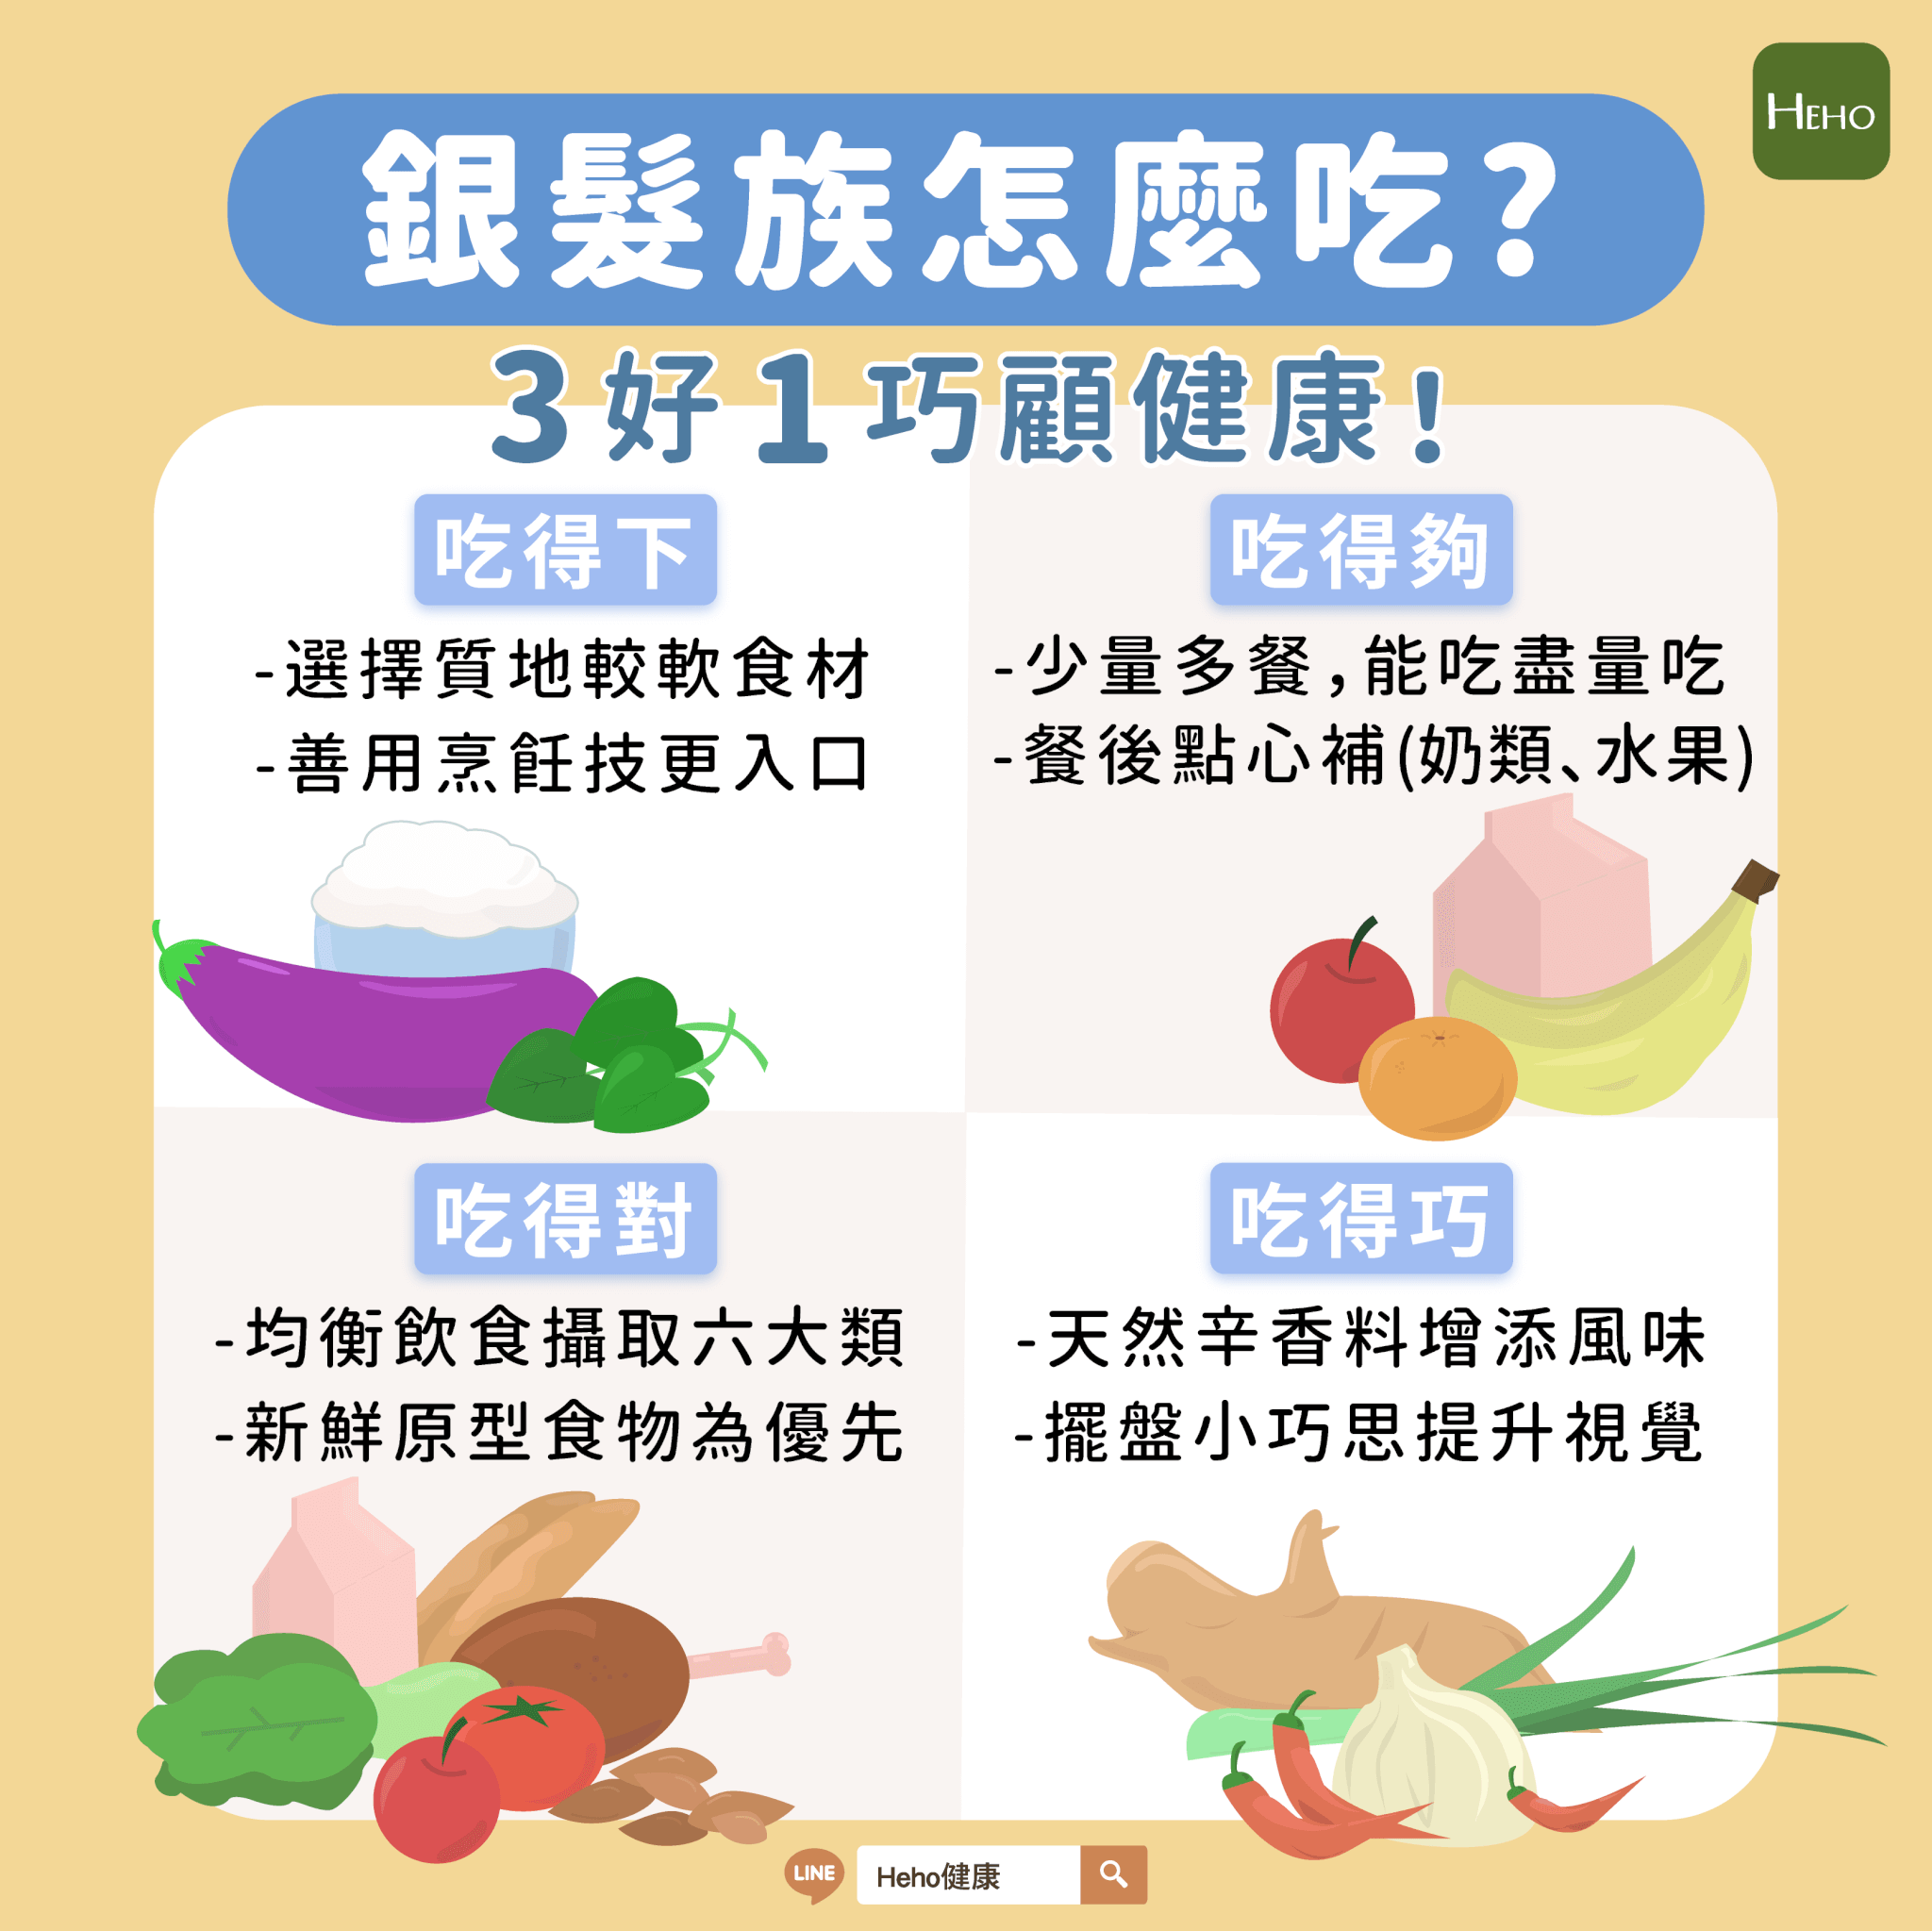 HEHO
銀髮族怎麼吃?
3好1巧顧健康!
吃得下
-選擇質地較軟食材
-善用烹飪技更入口
吃得夠
-少量多餐,能吃盡量吃
-餐後點心補(奶類、水果)
吃得對
-均衡飲食攝取六大類
-新鮮原型食物為優先
吃得巧
-天然辛香料增添風味
-擺盤小巧思提升視覺
LINE
Heho健康